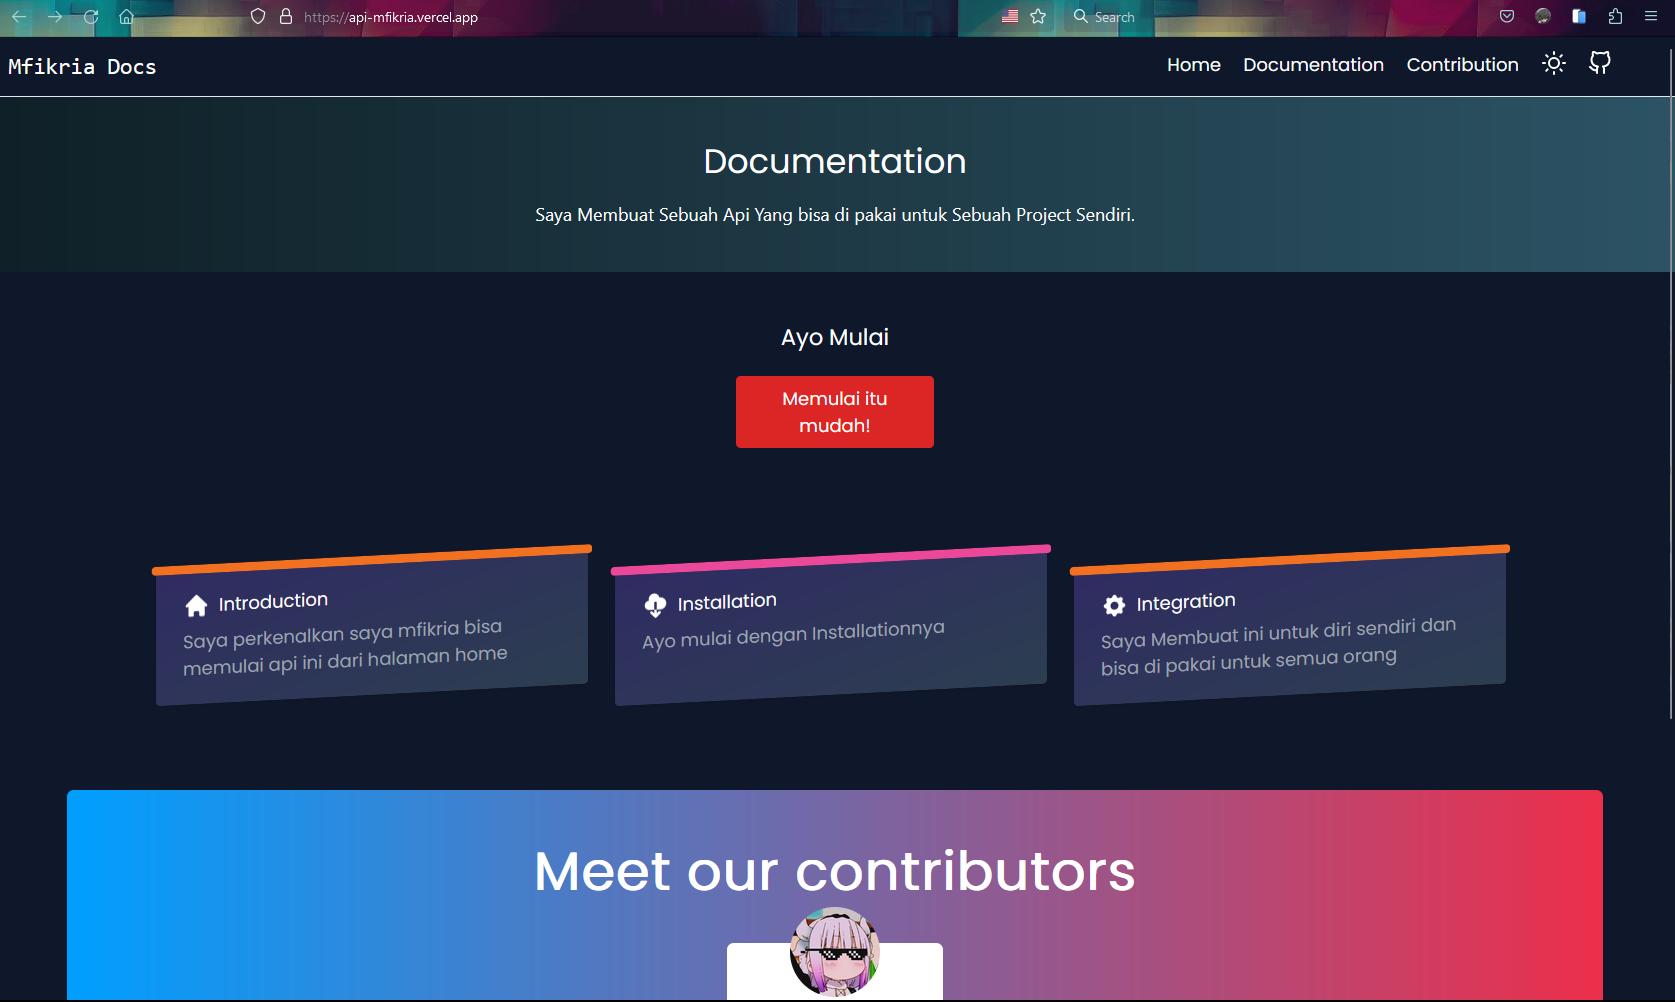 https://api-mfikria.vercel.app
Search
Mfikria Docs
Home
Documentation
Contribution
Documentation
Saya Membuat Sebuah Api Yang bisa di pakai untuk Sebuah Project Sendiri.
Ayo Mulai
Memulai itu
mudah!
Introduction
Saya perkenalkan saya mfikria bisa
memulai api ini dari halaman home
Installation
Ayo mulai dengan Installationnya
Integration
Saya Membuat ini untuk diri sendiri dan
bisa di pakai untuk semua orang
Meet our contributors